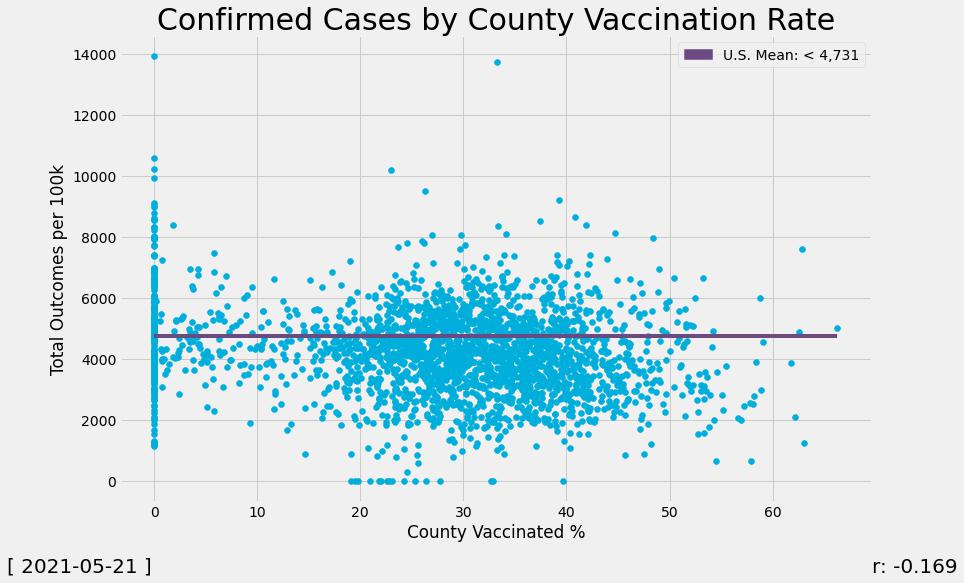 Confirmed Cases by County Vaccination Rate
U.S. Mean: < 4,731
Total Outcomes per 100k
14000
12000
10000
8000
6000
4000
2000
0
0 10 20 30 40 50 60
County Vaccinated %
[ 2021-05-21 ]
r: -0.169